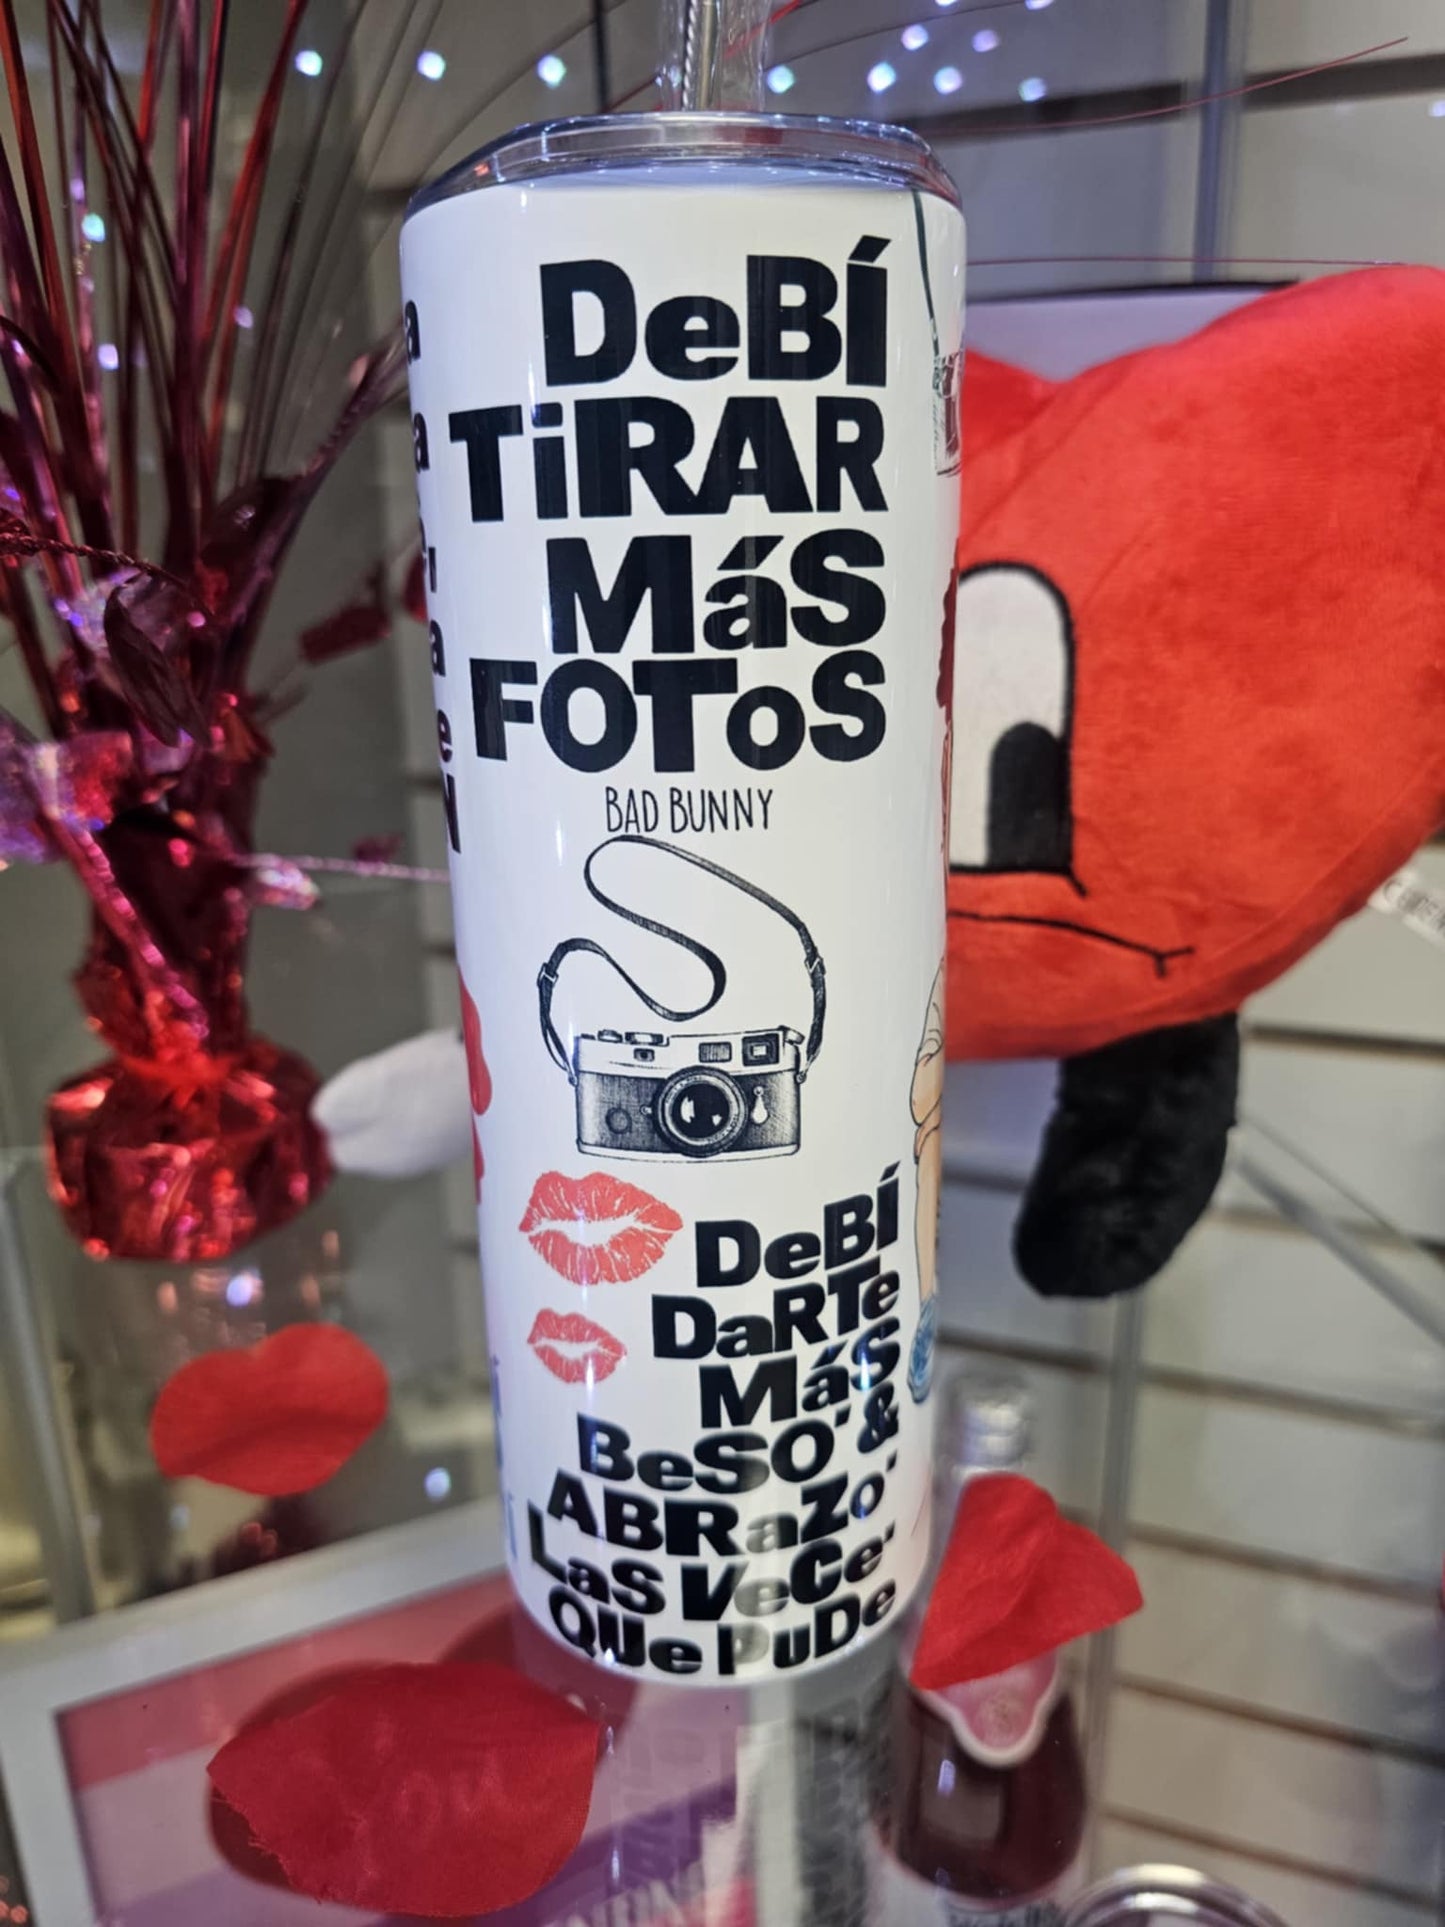 DeBÍ
TiRAR
MáS
FOToS
BAD BUNNY
DeBÍ
DaRTe
MáS
BeSO' &
ABRaZo'
LaS VeCe'
QUe PuDe